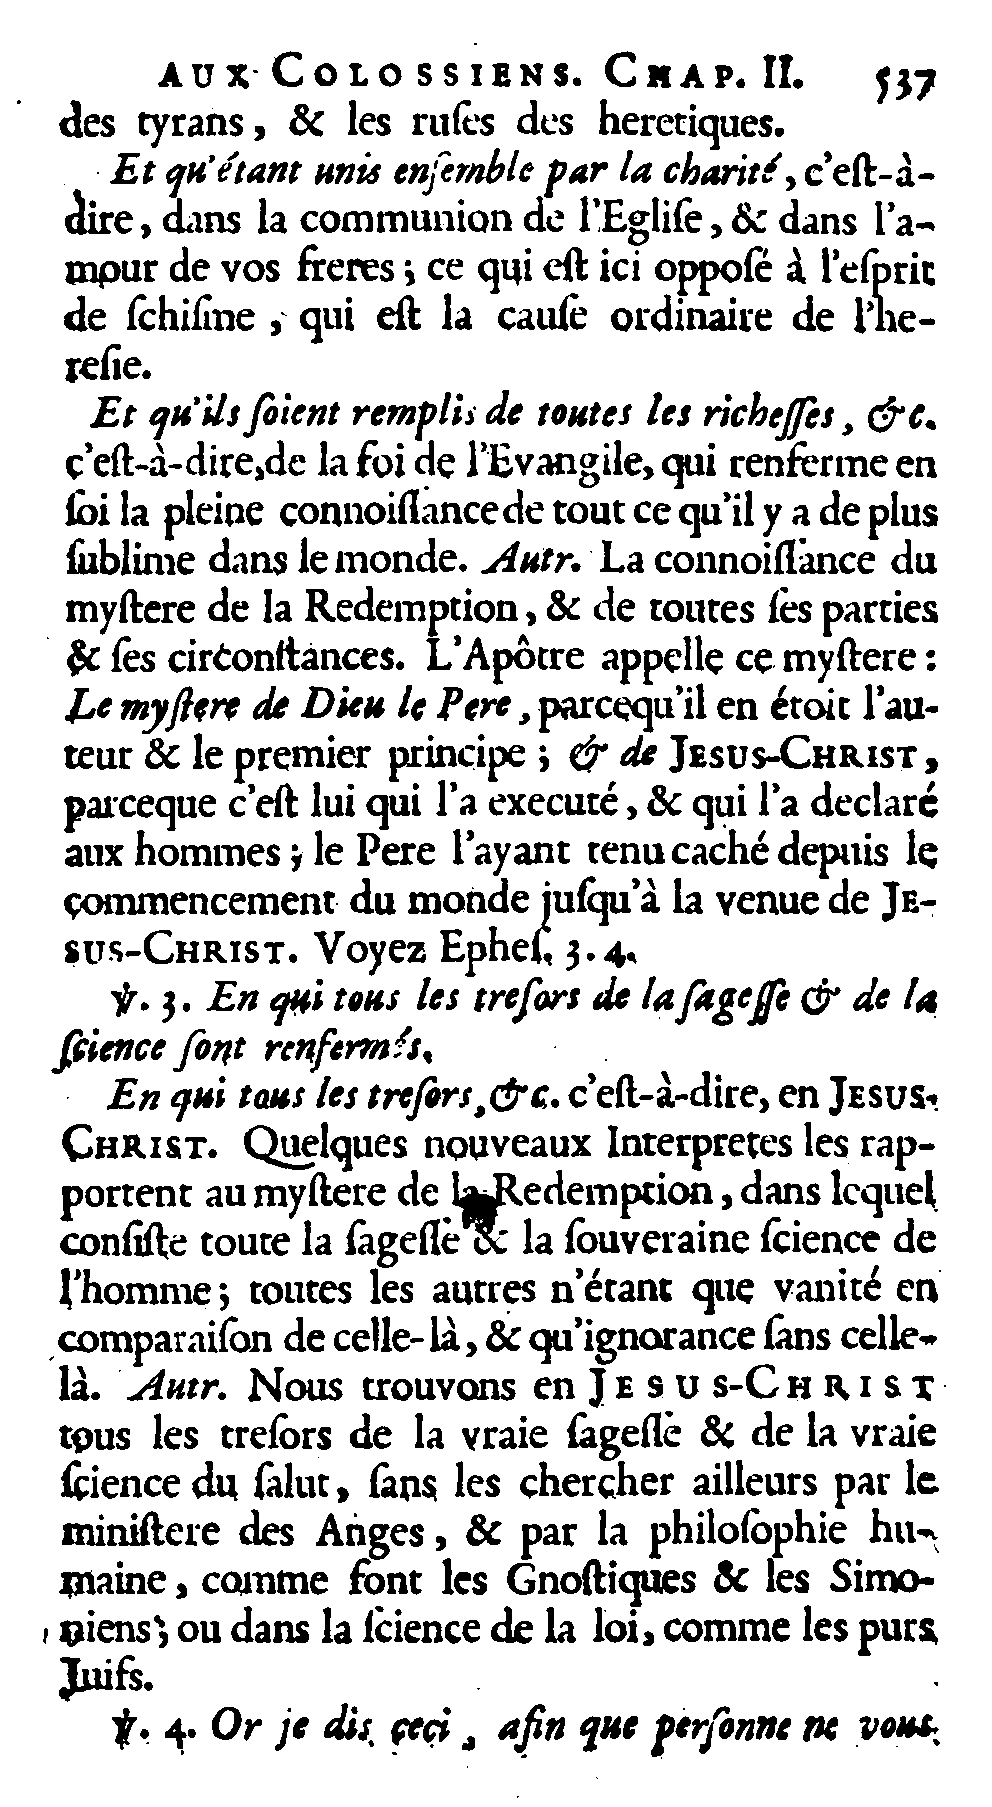 AUX COLOSSIENS. CHAP. II. 537
des tyrans, & les ruſes des heretiques.
Et qu'étant unis enſemble par la charité, c'eſt-à-
dire, dans la communion de l'Egliſe, & dans l'a-
mour de vos freres; ce qui eſt ici oppoſé à l'eſprit
de ſchiſme, qui eſt la cauſe ordinaire de l'he-
reſie.
Et qu'ils ſoient remplis de toutes les richeſſes, &c.
c'eſt-à-dire, de la foi de l'Evangile, qui renferme en
ſoi la pleine connoiſſance de tout ce qu'il y a de plus
ſublime dans le monde. Autr. La connoiſſance du
myſtere de la Redemption, & de toutes ſes parties
& ſes circonſtances. L'Apôtre appelle ce myſtere:
Le myſtere de Dieu le Pere, parcequ'il en étoit l'au-
teur & le premier principe; & de JESUS-CHRIST,
parceque c'eſt lui qui l'a executé, & qui l'a declaré
aux hommes; le Pere l'ayant tenu caché depuis le
commencement du monde juſqu'à la venue de JE-
SUS-CHRIST. Voyez Epheſ. 3. 4.
℣. 3. En qui tous les treſors de la ſageſſe & de la
ſcience ſont renfermés.
En qui tous les treſors, &c. c'eſt-à-dire, en JESUS-
CHRIST. Quelques nouveaux Interpretes les rap-
portent au myſtere de la Redemption, dans lequel
conſiſte toute la ſageſſe & la ſouveraine ſcience de
l'homme; toutes les autres n'étant que vanité en
comparaiſon de celle-là, & qu'ignorance ſans celle-
là. Autr. Nous trouvons en JESUS-CHRIST
tous les treſors de la vraie ſageſſe & de la vraie
ſcience du ſalut, ſans les chercher ailleurs par le
miniſtere des Anges, & par la philoſophie hu-
maine, comme font les Gnoſtiques & les Simo-
niens; ou dans la ſcience de la loi, comme les purs
Juifs.
℣. 4. Or je dis ceci, afin que perſonne ne vous